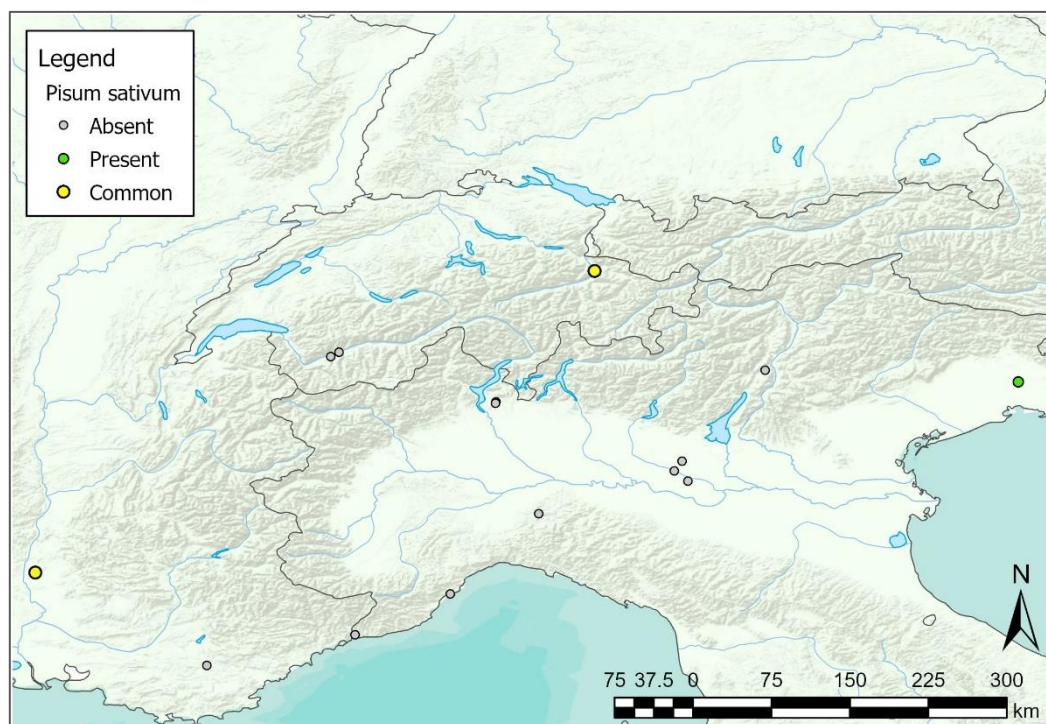 Legend
Pisum sativum
Absent
Present
Common
N
75 37.5 0 75 150 225 300
km